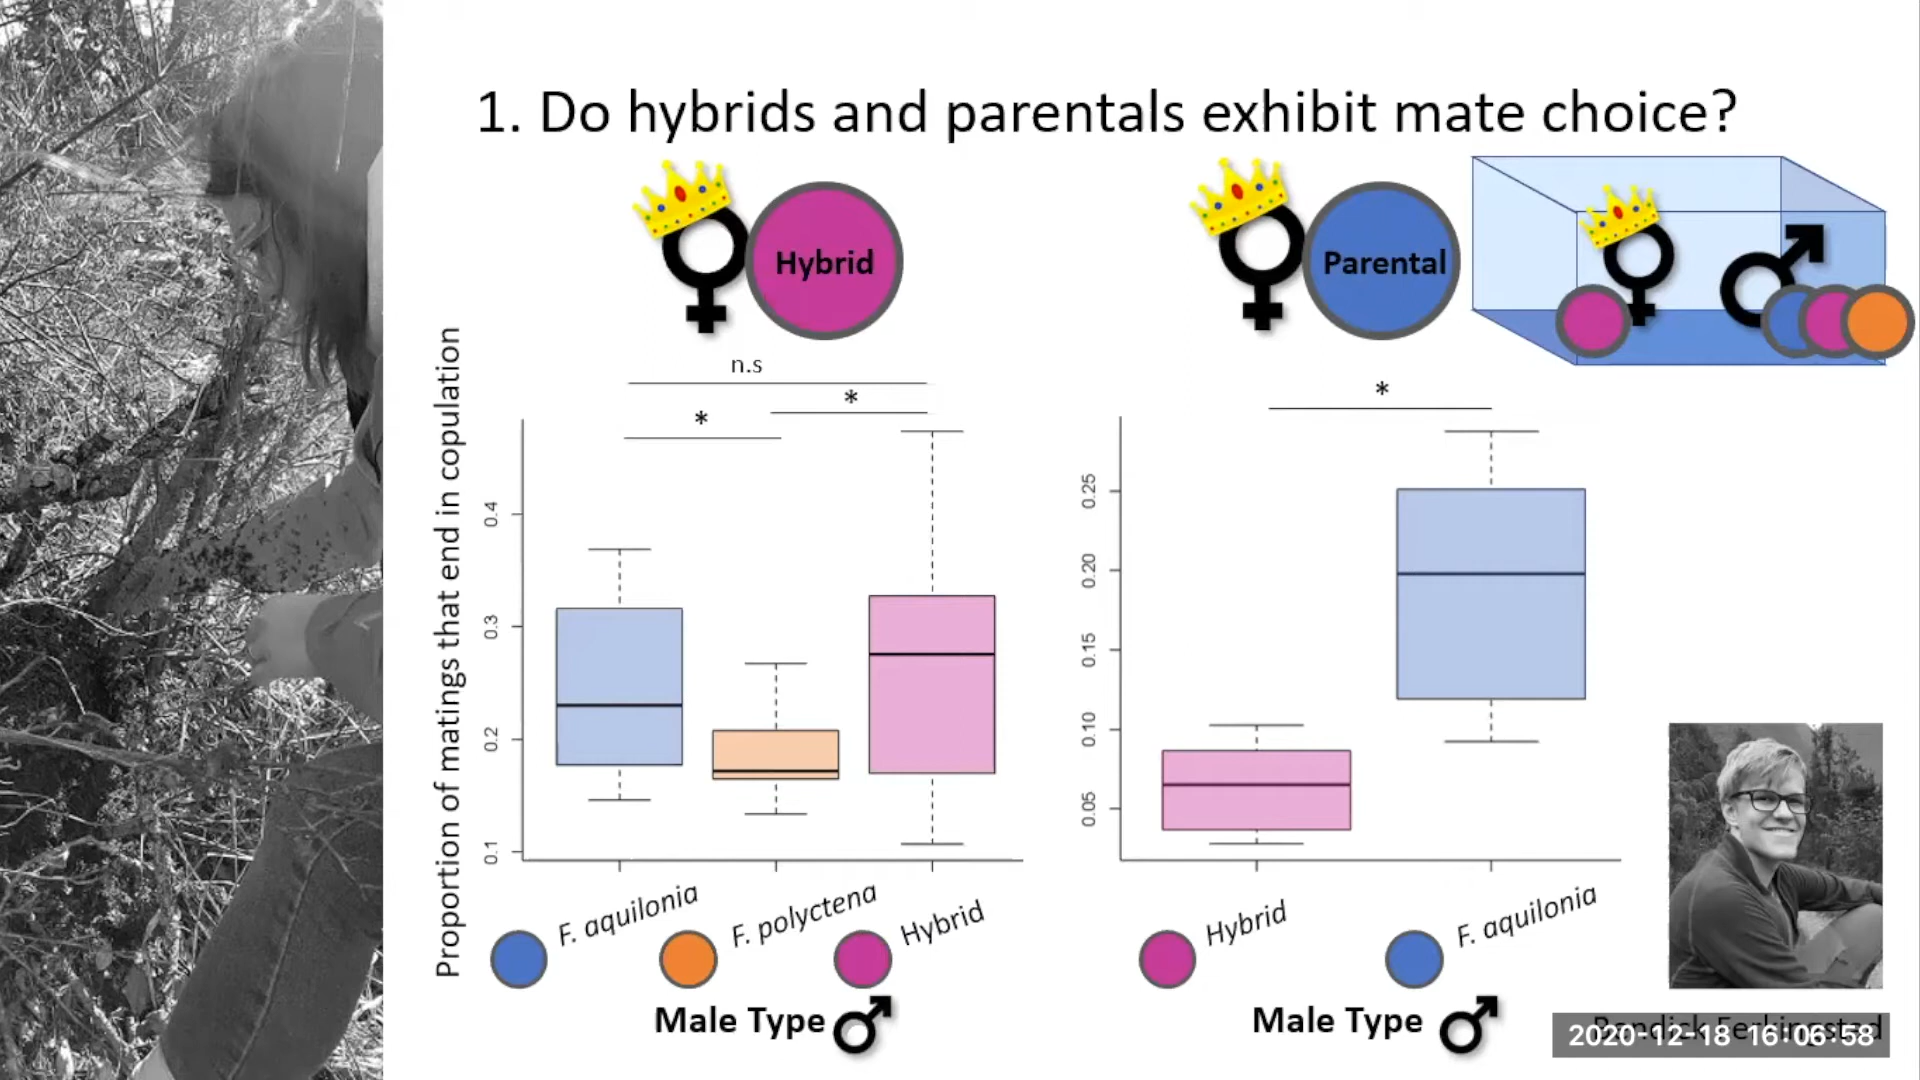 1. Do hybrids and parentals exhibit mate choice?
Hybrid
Parental
Proportion of matings that end in copulation
n.s
*
*
0.4
0.3
0.2
0.1
F. aquilonia
F. polyctena
Hybrid
Male Type
*
0.25
0.20
0.15
0.10
0.05
Hybrid
F. aquilonia
Male Type
2020-12-18 16:06:58